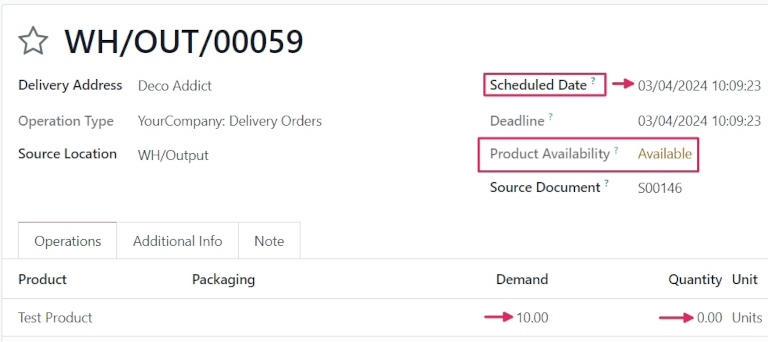 WH/OUT/00059
Delivery Address Deco Addict Scheduled Date ? 03/04/2024 10:09:23
Operation Type YourCompany: Delivery Orders Deadline ? 03/04/2024 10:09:23
Source Location WH/Output Product Availability ? Available
Source Document ? S00146
Operations Additional Info Note
Product Packaging Demand Quantity Unit
Test Product 10.00 0.00 Units